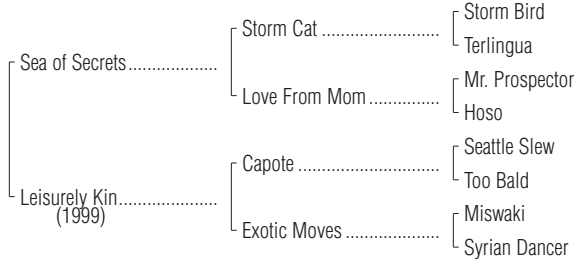 Storm Bird
Storm Cat ..........................
Terlingua
Sea of Secrets...................
Mr. Prospector
Love From Mom ...............
Hoso
Seattle Slew
Capote ..............................
Too Bald
Leisurely Kin.....................
(1999)
Miswaki
Exotic Moves ....................
Syrian Dancer